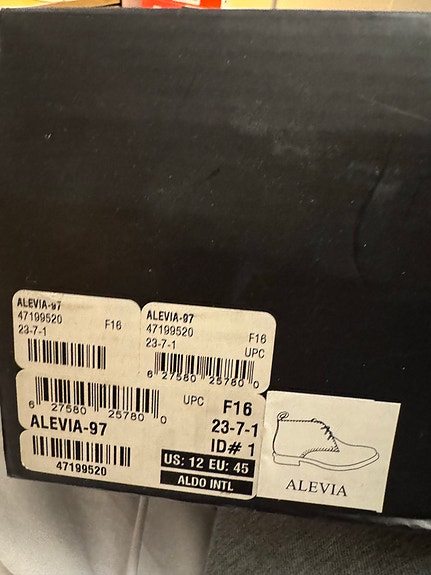 ALEVIA-97
47199520
F16
23-7-1
ALEVIA-97
47199520
F16
23-7-1
UPC
6 27580 25780 0
6 27580 25780 0
UPC
F16
ALEVIA-97
23-7-1
ID# 1
47199520
US: 12 EU: 45
ALDO INTL
ALEVIA